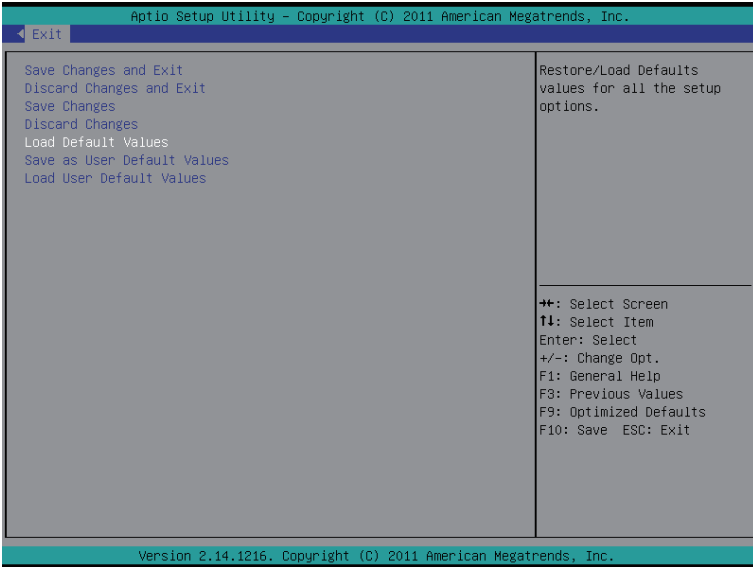 Aptio Setup Utility – Copyright (C) 2011 American Megatrends, Inc.
Exit
Save Changes and Exit
Discard Changes and Exit
Save Changes
Discard Changes
Load Default Values
Save as User Default Values
Load User Default Values
Restore/Load Defaults
values for all the setup
options.
→←: Select Screen
↑↓: Select Item
Enter: Select
+/-: Change Opt.
F1: General Help
F3: Previous Values
F9: Optimized Defaults
F10: Save ESC: Exit
Version 2.14.1216. Copyright (C) 2011 American Megatrends, Inc.